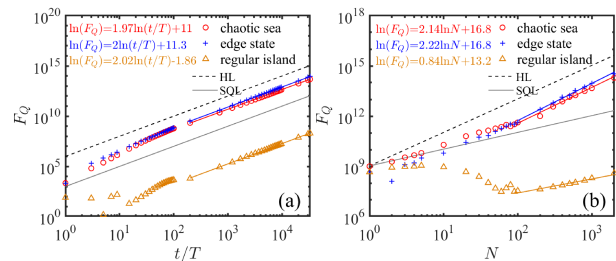 ln(F_Q)=1.97ln(t/T)+11 chaotic sea
ln(F_Q)=2ln(t/T)+11.3 edge state
ln(F_Q)=2.02ln(t/T)-1.86 regular island
HL
SQL
10^20
10^15
10^10
10^5
10^0
F_Q
10^0 10^1 10^2 10^3 10^4
t/T
(a)
ln(F_Q)=2.14lnN+16.8 chaotic sea
ln(F_Q)=2.22lnN+16.8 edge state
ln(F_Q)=0.84lnN+13.2 regular island
HL
SQL
10^18
10^15
10^12
10^9
10^6
F_Q
10^0 10^1 10^2 10^3
N
(b)